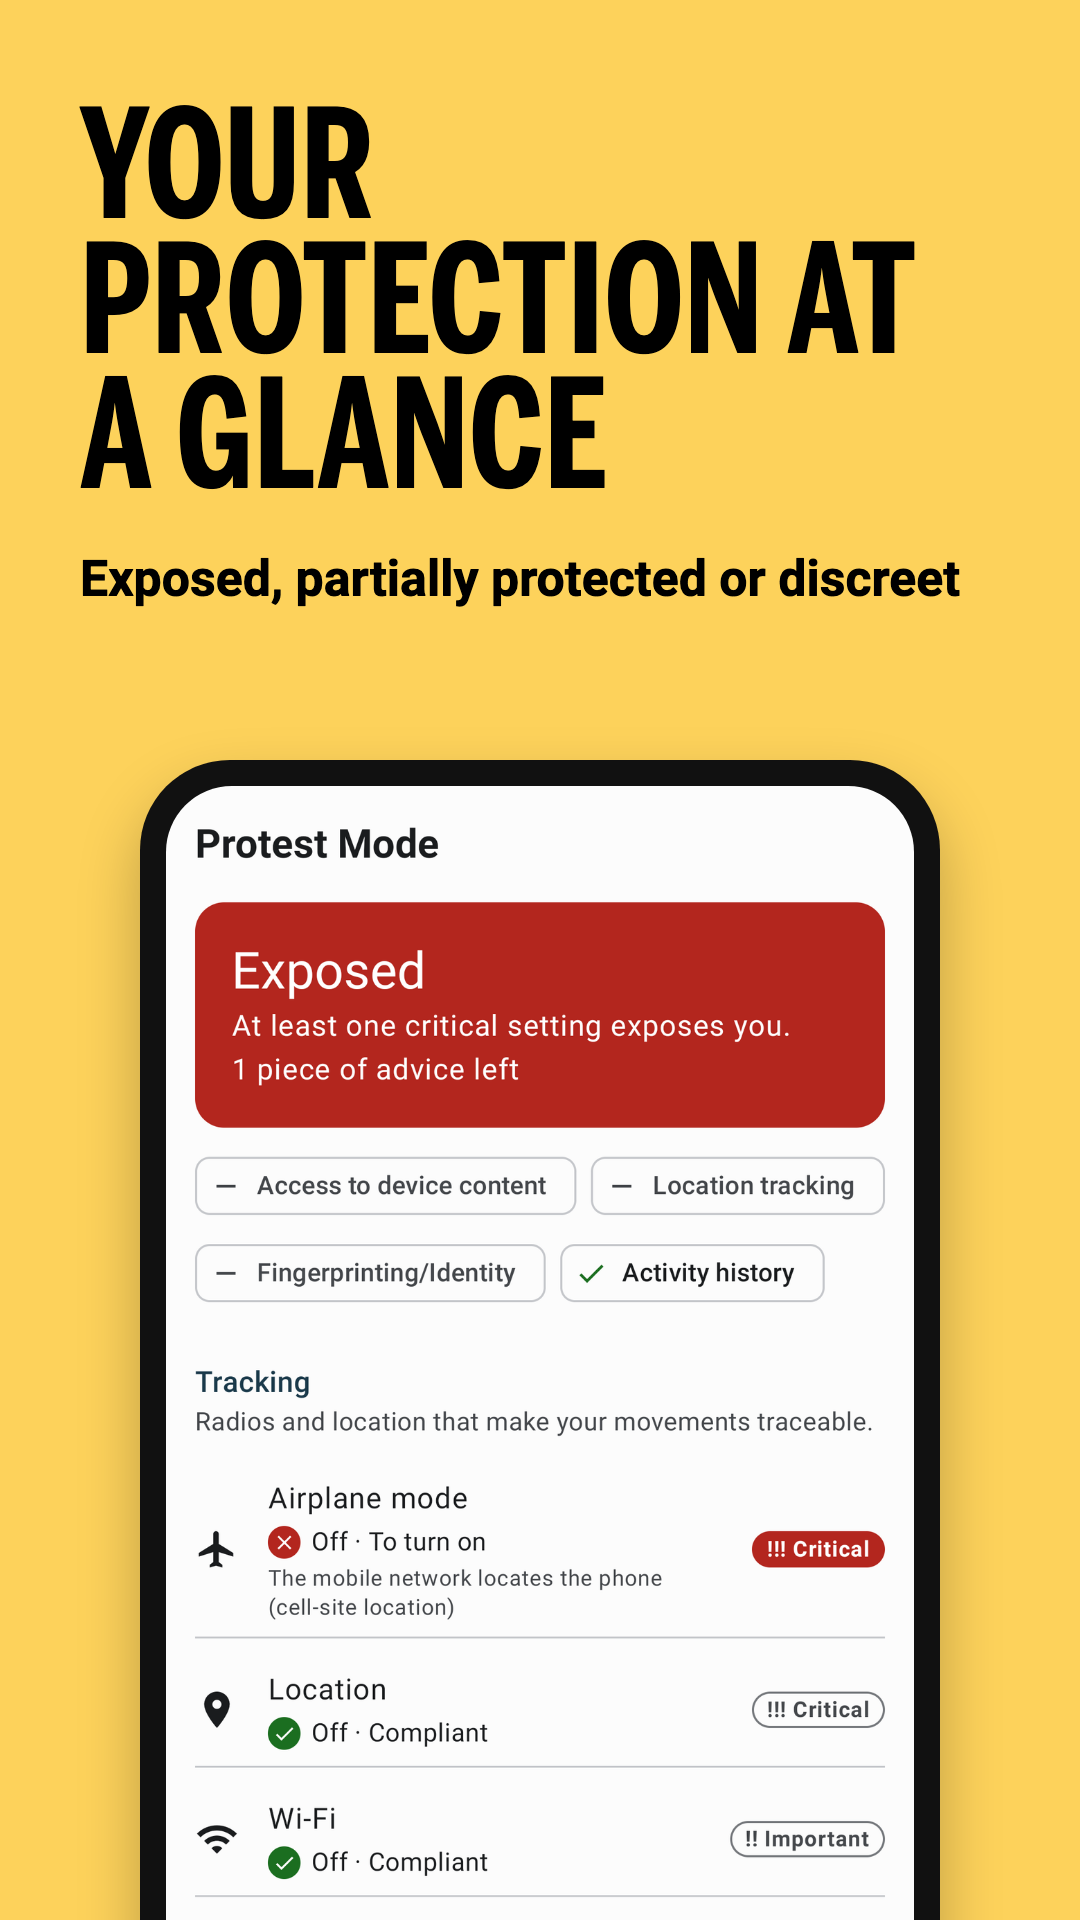 YOUR
PROTECTION AT
A GLANCE
Exposed, partially protected or discreet
Protest Mode
Exposed
At least one critical setting exposes you.
1 piece of advice left
Access to device content
Location tracking
Fingerprinting/Identity
Activity history
Tracking
Radios and location that make your movements traceable.
Airplane mode
Off · To turn on
!!! Critical
The mobile network locates the phone
(cell-site location)
Location
!!! Critical
Off · Compliant
Wi-Fi
!! Important
Off · Compliant